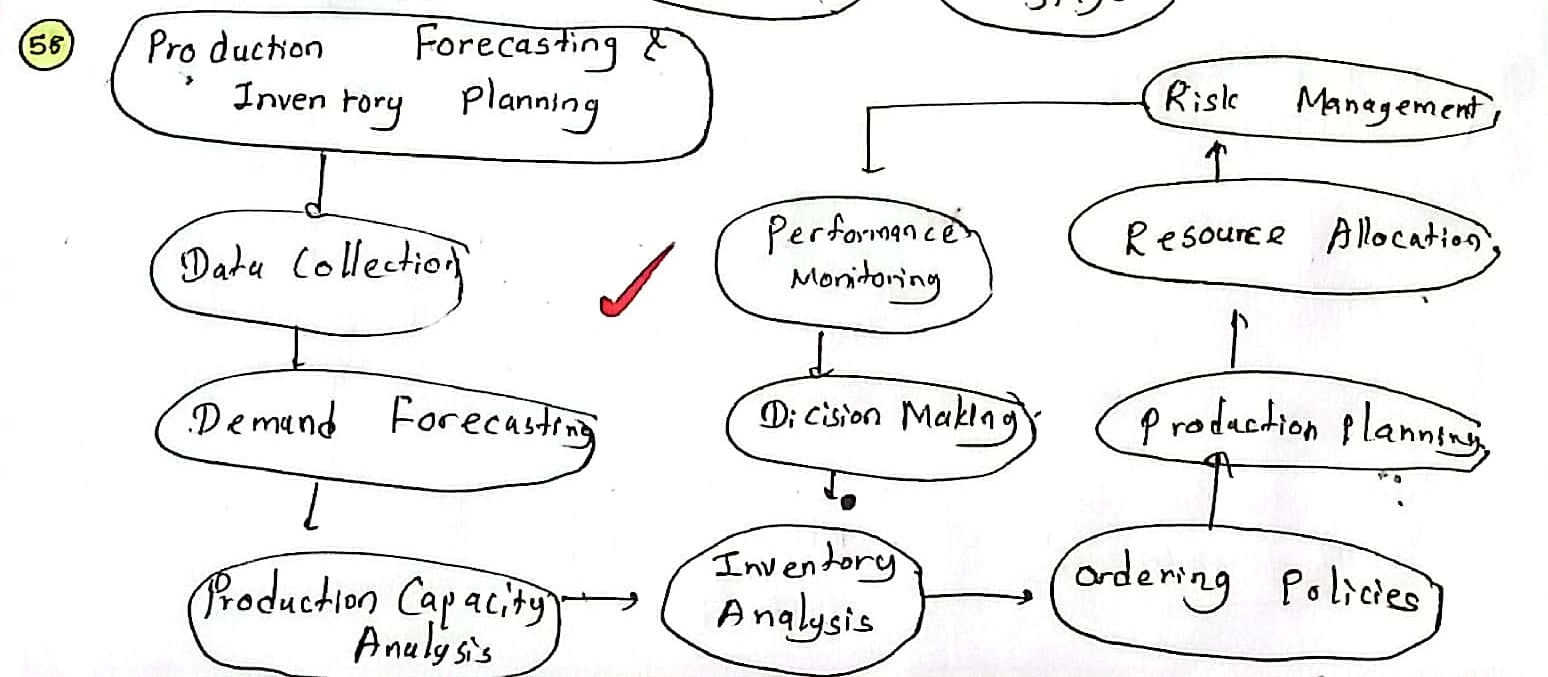 58
Production Forecasting &
Inventory Planning
Data Collection
Demand Forecasting
Production Capacity
Analysis
Inventory
Analysis
Ordering Policies
Production Planning
Resource Allocation
Risk Management
Performance
Monitoring
Dicision Making